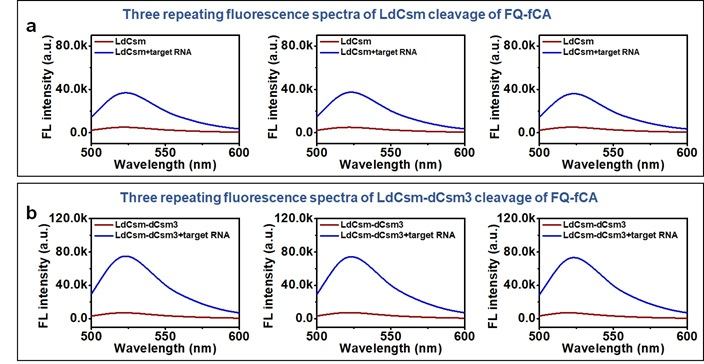 a
Three repeating fluorescence spectra of LdCsm cleavage of FQ-fCA
FL intensity (a.u.)
80.0k
40.0k
0.0
LdCsm
LdCsm+target RNA
500 550 600
Wavelength (nm)
FL intensity (a.u.)
80.0k
40.0k
0.0
LdCsm
LdCsm+target RNA
500 550 600
Wavelength (nm)
FL intensity (a.u.)
80.0k
40.0k
0.0
LdCsm
LdCsm+target RNA
500 550 600
Wavelength (nm)
b
Three repeating fluorescence spectra of LdCsm-dCsm3 cleavage of FQ-fCA
FL intensity (a.u.)
120.0k
80.0k
40.0k
0.0
LdCsm-dCsm3
LdCsm-dCsm3+target RNA
500 550 600
Wavelength (nm)
FL intensity (a.u.)
120.0k
80.0k
40.0k
0.0
LdCsm-dCsm3
LdCsm-dCsm3+target RNA
500 550 600
Wavelength (nm)
FL intensity (a.u.)
120.0k
80.0k
40.0k
0.0
LdCsm-dCsm3
LdCsm-dCsm3+target RNA
500 550 600
Wavelength (nm)